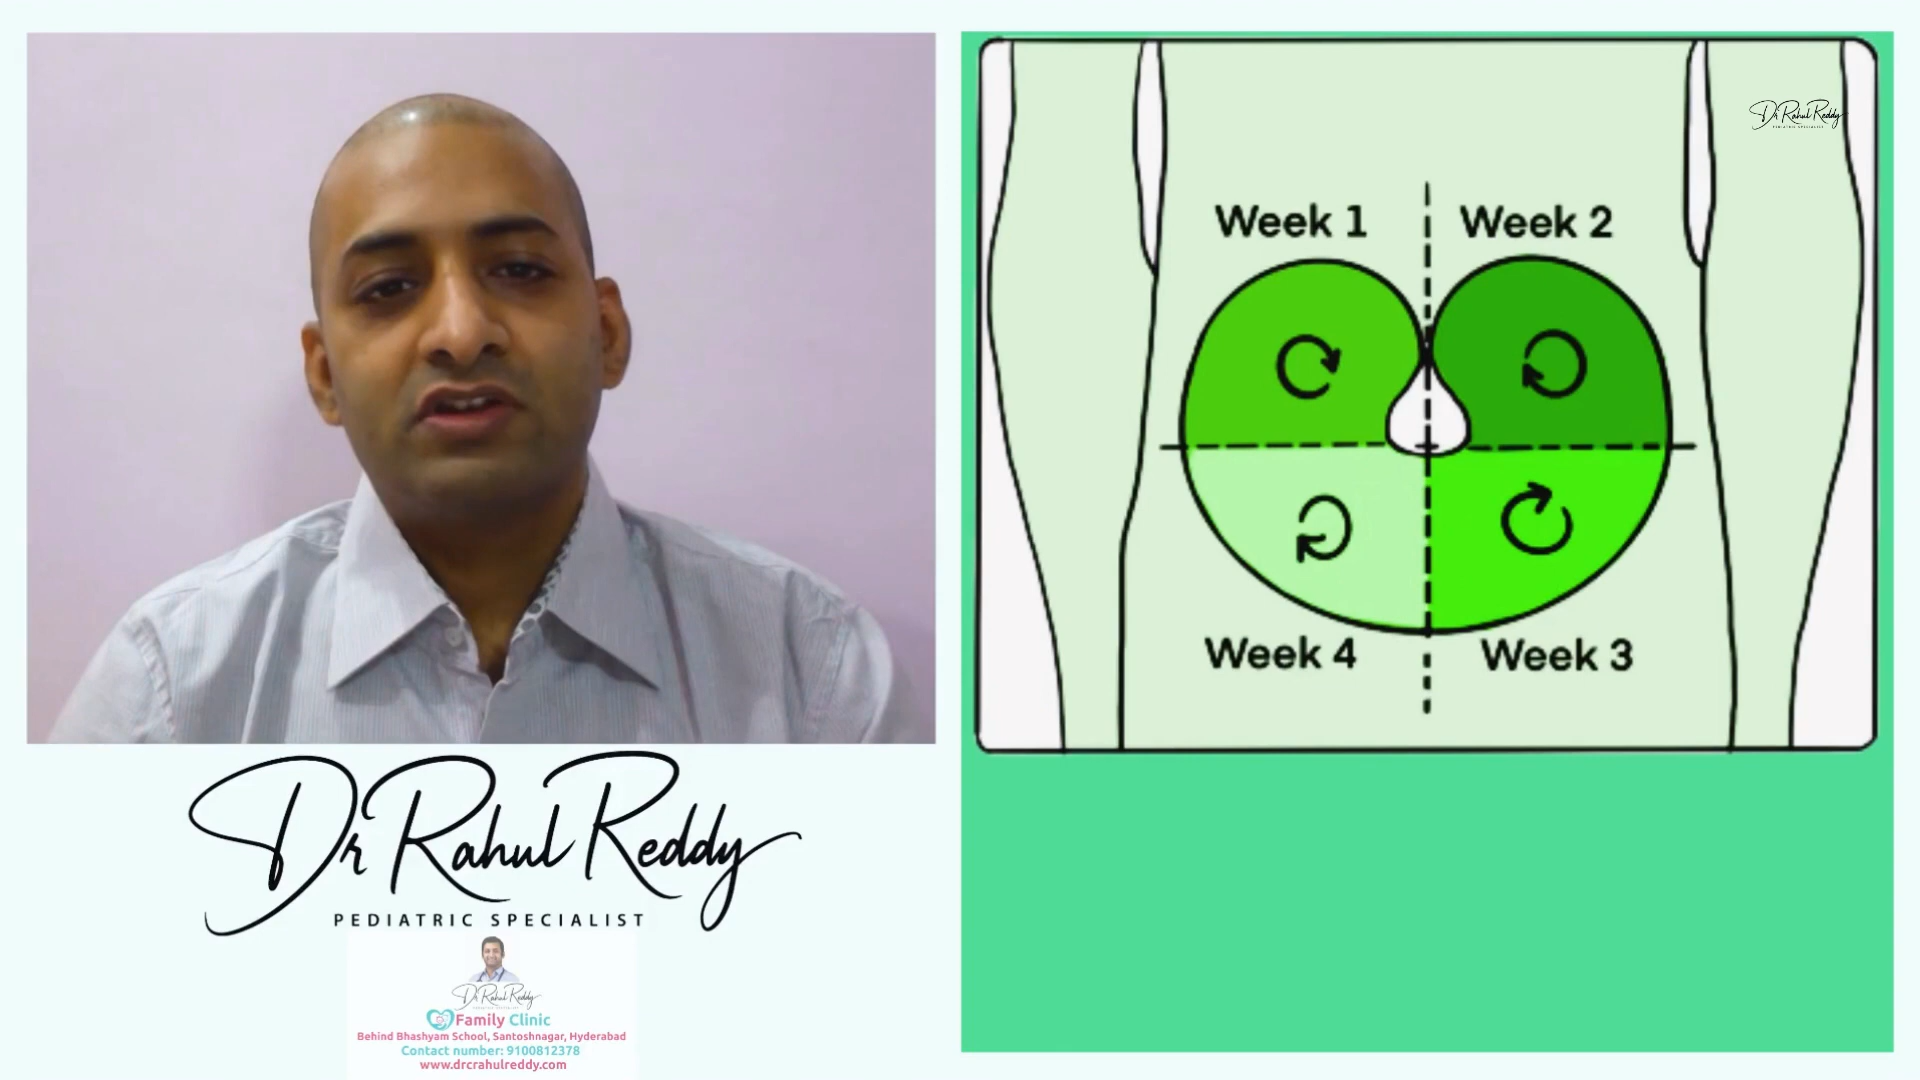 Dr Rahul Reddy
Week 1
Week 2
Week 4
Week 3
Dr Rahul Reddy
PEDIATRIC SPECIALIST
Dr Rahul Reddy
Family Clinic
Behind Bhashyam School, Santoshnagar, Hyderabad
Contact number: 9100812378
www.drcrahulreddy.com